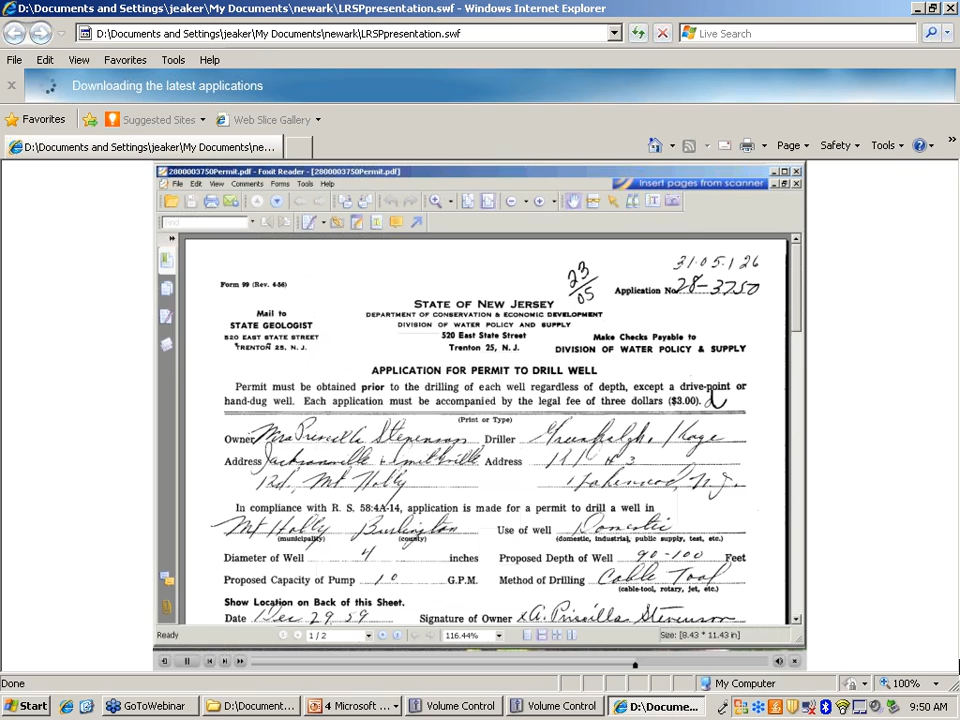 D:\Documents and Settings\jeaker\My Documents\newark\LRSPpresentation.swf - Windows Internet Explorer
D:\Documents and Settings\jeaker\My Documents\newark\LRSPpresentation.swf
Live Search
File Edit View Favorites Tools Help
Downloading the latest applications
Favorites Suggested Sites Web Slice Gallery
D:\Documents and Settings\jeaker\My Documents\ne... Page Safety Tools
2800003750Permit.pdf - Foxit Reader - [2800003750Permit.pdf]
File Edit View Comments Forms Tools Help Insert pages from scanner
Find
31.05.126
23/05
Form 99 (Rev. 4-56) Application No. 28-3750
STATE OF NEW JERSEY
Mail to DEPARTMENT OF CONSERVATION & ECONOMIC DEVELOPMENT
STATE GEOLOGIST DIVISION OF WATER POLICY AND SUPPLY
520 EAST STATE STREET 520 East State Street Make Checks Payable to
TRENTON 25, N. J. Trenton 25, N. J. DIVISION OF WATER POLICY & SUPPLY
APPLICATION FOR PERMIT TO DRILL WELL
Permit must be obtained prior to the drilling of each well regardless of depth, except a drive-point or
hand-dug well. Each application must be accompanied by the legal fee of three dollars ($3.00).
(Print or Type)
Owner Mrs Priscilla Stevenson Driller
Address Jacksonville & Smithville Address R # 3
Rd, Mt Holly Lakewood, N.J.
In compliance with R. S. 58:4A-14, application is made for a permit to drill a well in
Mt Holly Burlington Use of well Domestic
(municipality) (county) (domestic, industrial, public supply, test, etc.)
Diameter of Well 4 inches Proposed Depth of Well 90-100 Feet
Proposed Capacity of Pump 10 G.P.M. Method of Drilling Cable Tool
(cable-tool, rotary, jet, etc.)
Show Location on Back of this Sheet.
Date Dec 29 59 Signature of Owner x A. Priscilla Stevenson
Ready 1 / 2 116.44% Size: [8.43 * 11.43 in]
Done My Computer 100%
Start GoToWebinar D:\Document... 4 Microsoft ... Volume Control Volume Control D:\Docume... 9:50 AM